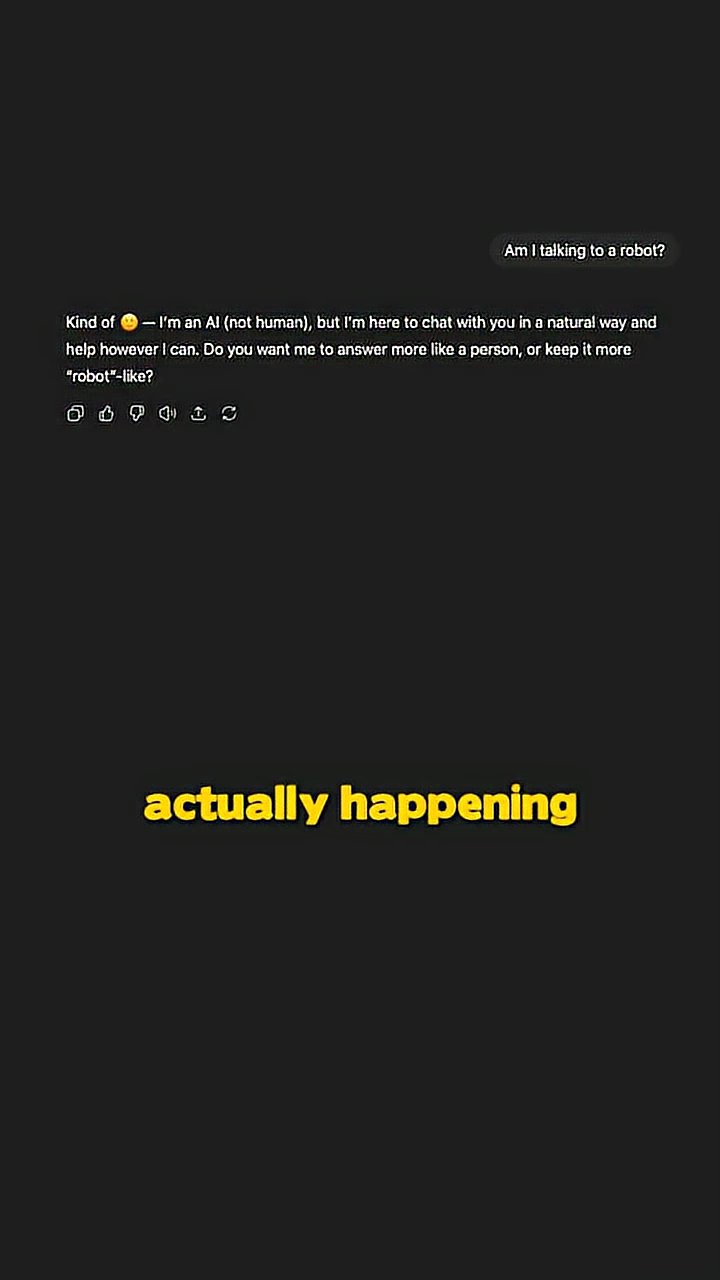 Am I talking to a robot?
Kind of 🙂 — I'm an AI (not human), but I'm here to chat with you in a natural way and
help however I can. Do you want me to answer more like a person, or keep it more
“robot”-like?
actually happening